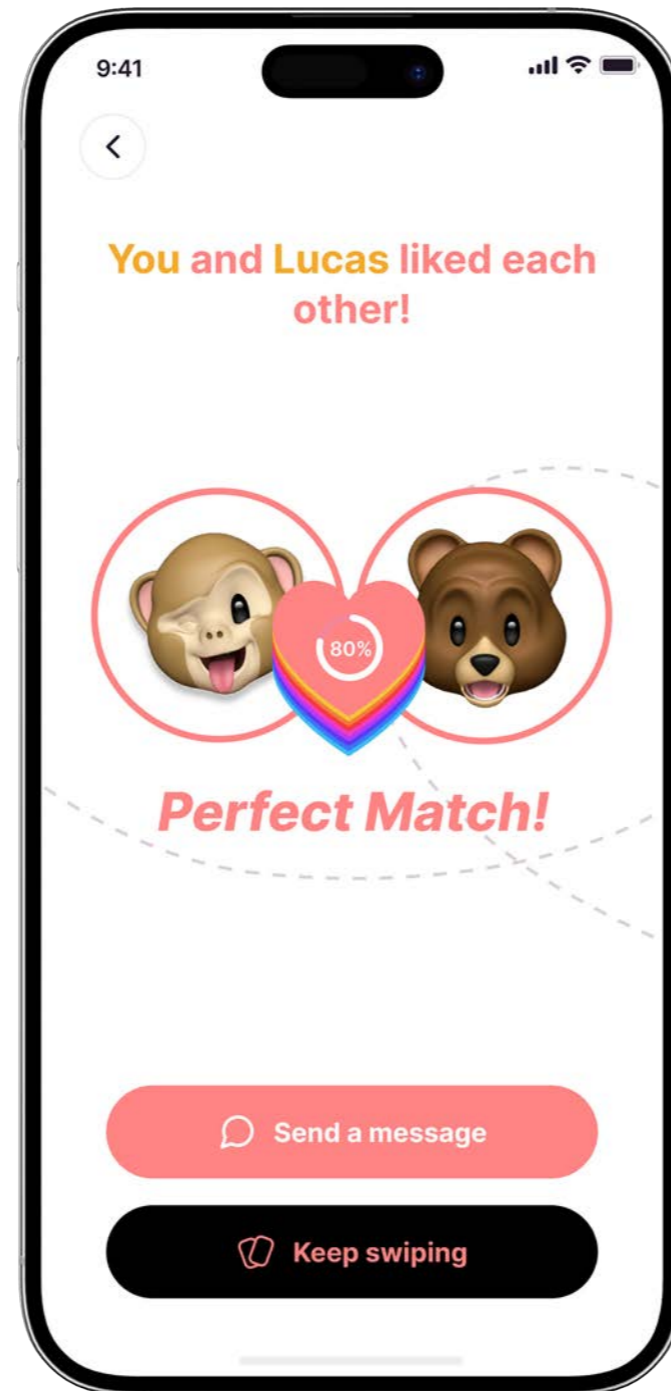 9:41
You and Lucas liked each
other!
80%
Perfect Match!
Send a message
Keep swiping